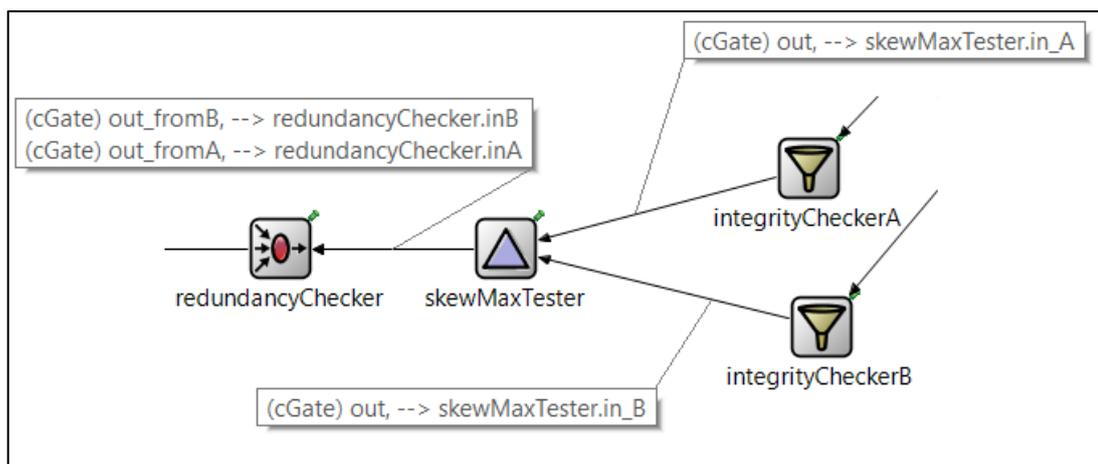 (cGate) out, --> skewMaxTester.in_A
(cGate) out_fromB, --> redundancyChecker.inB
(cGate) out_fromA, --> redundancyChecker.inA
integrityCheckerA
redundancyChecker
skewMaxTester
integrityCheckerB
(cGate) out, --> skewMaxTester.in_B